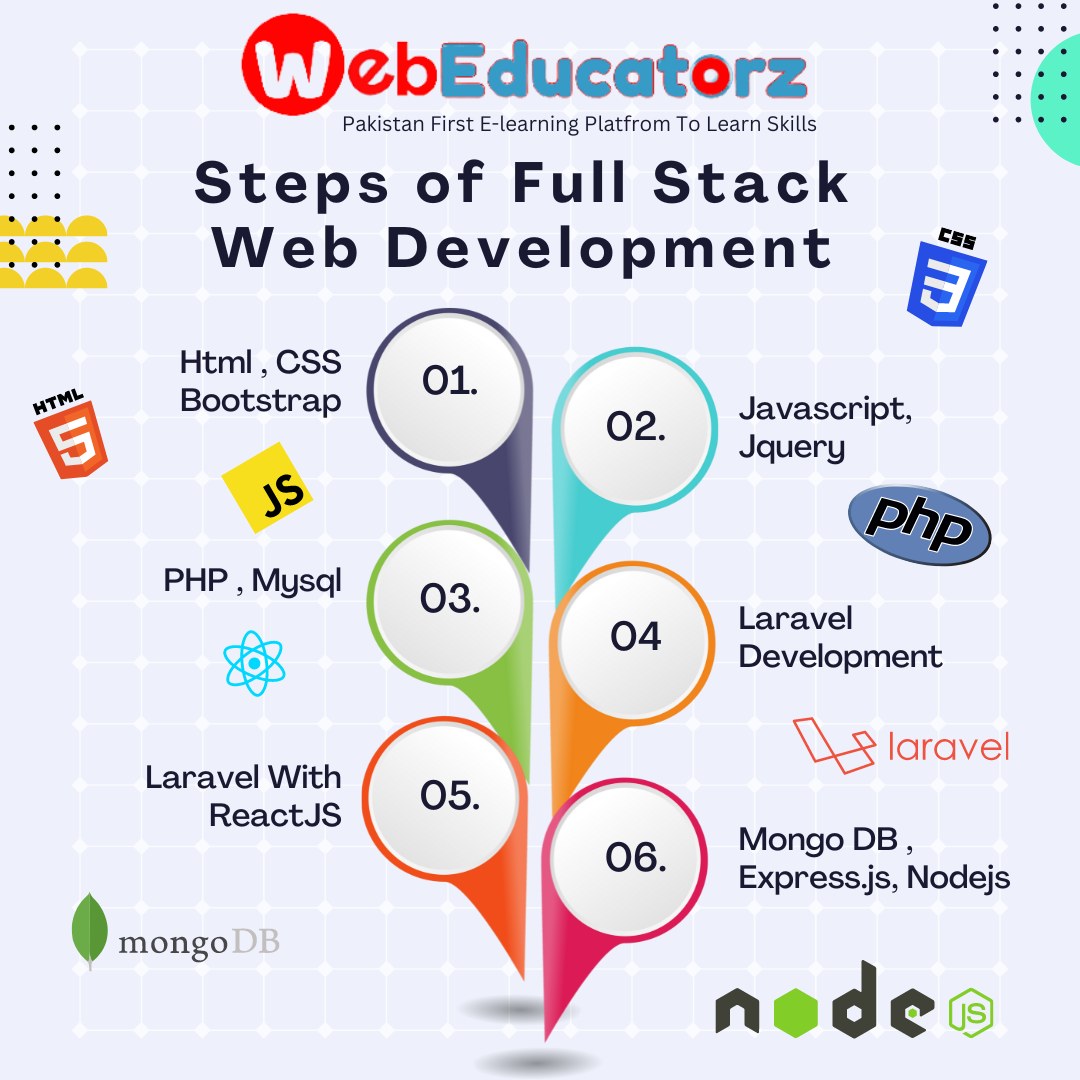 WebEducatorz
Pakistan First E-learning Platfrom To Learn Skills
Steps of Full Stack
Web Development
CSS
3
Html , CSS
Bootstrap
01.
02.
Javascript,
Jquery
HTML
5
JS
php
PHP , Mysql
03.
04
Laravel
Development
laravel
Laravel With
ReactJS
05.
06.
Mongo DB ,
Express.js, Nodejs
mongoDB
node
JS